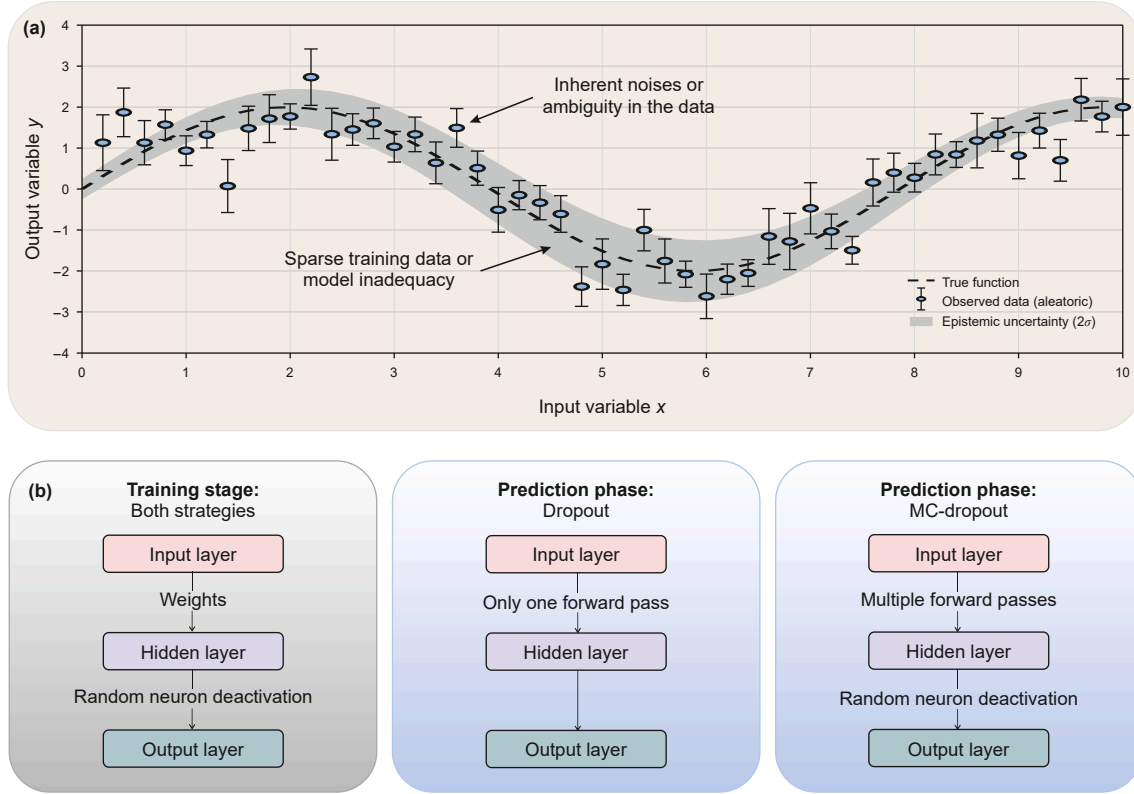 (a)
4
3
2
1
0
−1
−2
−3
−4
Output variable y
Inherent noises or
ambiguity in the data
Sparse training data or
model inadequacy
True function
Observed data (aleatoric)
Epistemic uncertainty (2σ)
0 1 2 3 4 5 6 7 8 9 10
Input variable x
(b)
Training stage:
Both strategies
Input layer
Weights
Hidden layer
Random neuron deactivation
Output layer
Prediction phase:
Dropout
Input layer
Only one forward pass
Hidden layer
Output layer
Prediction phase:
MC-dropout
Input layer
Multiple forward passes
Hidden layer
Random neuron deactivation
Output layer